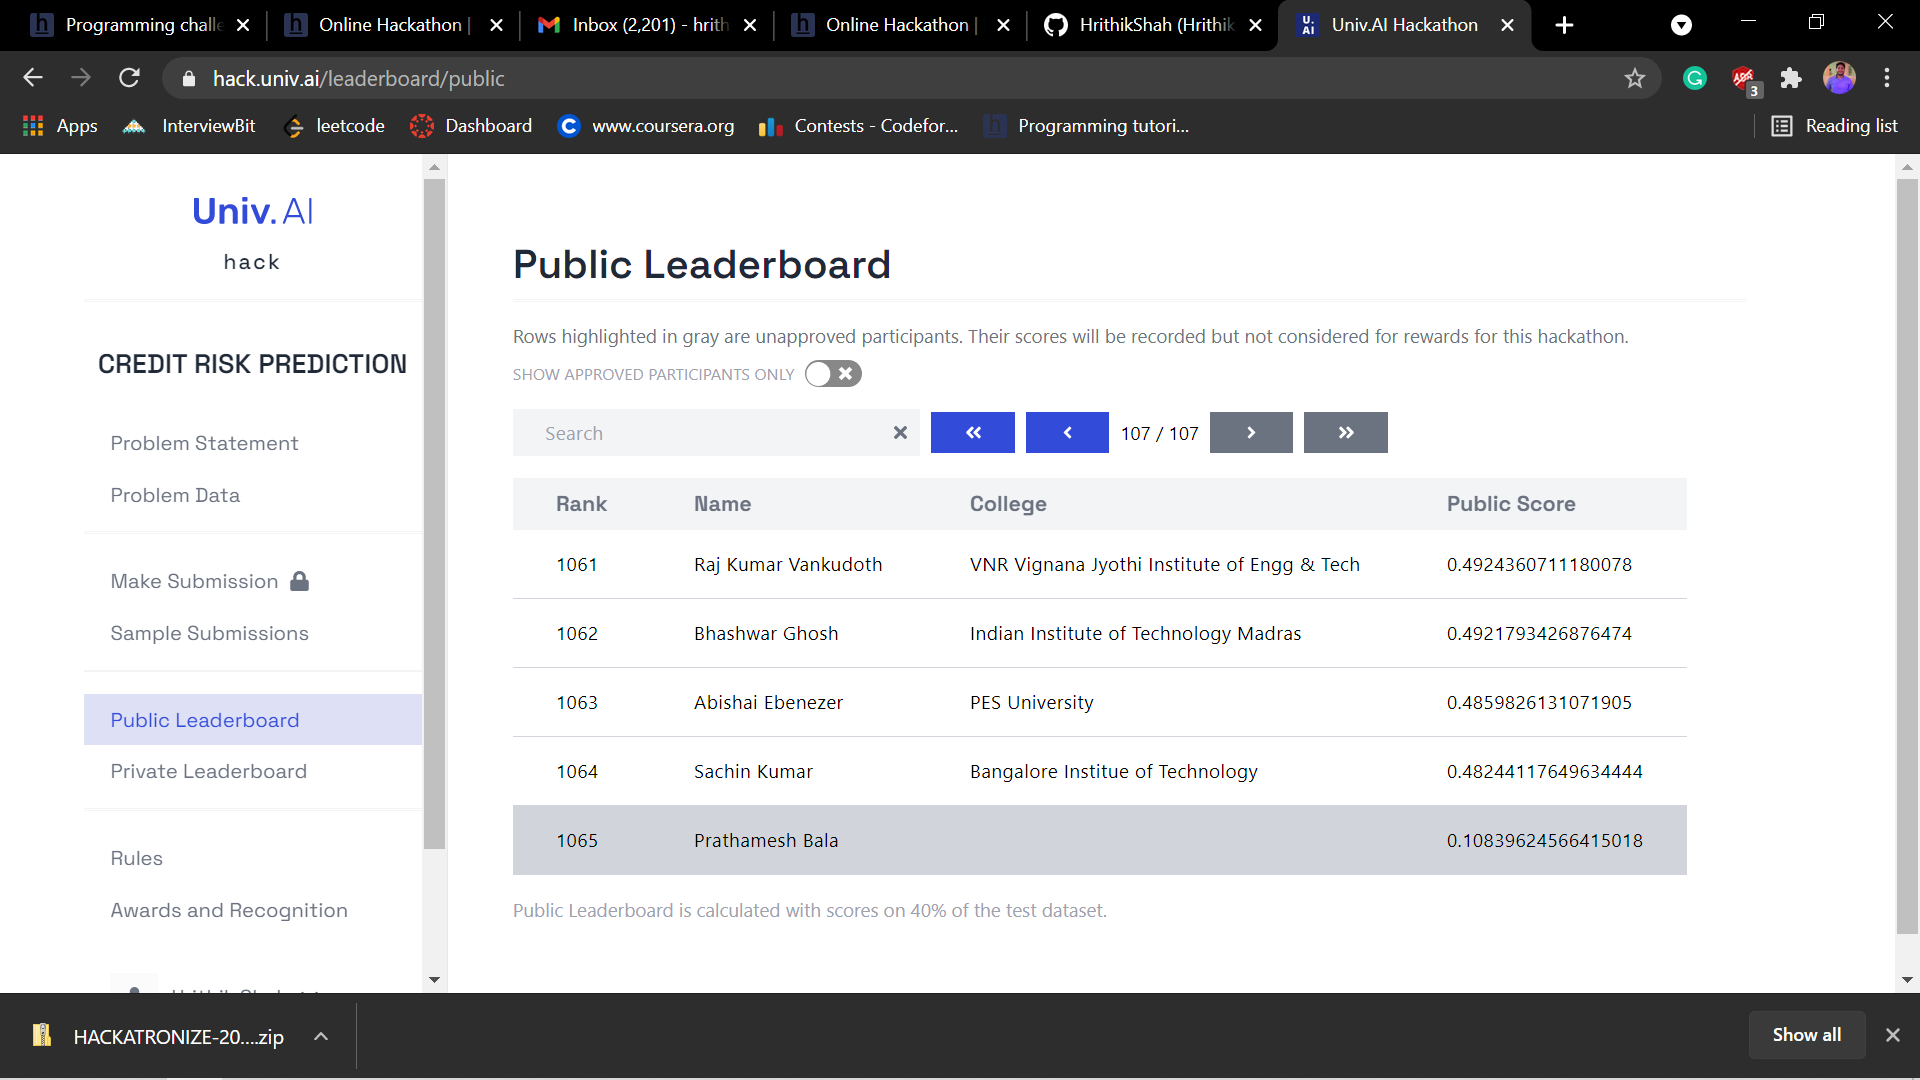 Programming challe
Online Hackathon |
Inbox (2,201) - hrith
Online Hackathon |
HrithikShah (Hrithik
Univ.AI Hackathon
hack.univ.ai/leaderboard/public
3
Apps
InterviewBit
leetcode
Dashboard
www.coursera.org
Contests - Codefor...
Programming tutori...
Reading list
Univ.AI
hack
CREDIT RISK PREDICTION
Problem Statement
Problem Data
Make Submission
Sample Submissions
Public Leaderboard
Private Leaderboard
Rules
Awards and Recognition
Public Leaderboard
Rows highlighted in gray are unapproved participants. Their scores will be recorded but not considered for rewards for this hackathon.
SHOW APPROVED PARTICIPANTS ONLY
Search
107 / 107
Rank Name College Public Score
1061 Raj Kumar Vankudoth VNR Vignana Jyothi Institute of Engg & Tech 0.4924360711180078
1062 Bhashwar Ghosh Indian Institute of Technology Madras 0.4921793426876474
1063 Abishai Ebenezer PES University 0.4859826131071905
1064 Sachin Kumar Bangalore Institue of Technology 0.48244117649634444
1065 Prathamesh Bala 0.10839624566415018
Public Leaderboard is calculated with scores on 40% of the test dataset.
HACKATRONIZE-20....zip
Show all